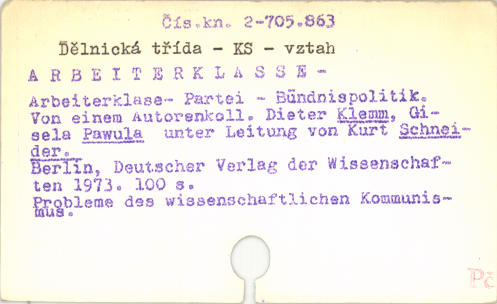 Čís.kn. 2-705.863
Dělnická třída - KS - vztah
A R B E I T E R K L A S S E -
Arbeiterklase- Partei - Bündnispolitik.
Von einem Autorenkoll. Dieter Klemm, Gi-
sela Pawula unter Leitung von Kurt Schnei-
der.
Berlin, Deutscher Verlag der Wissenschaf-
ten 1973. 100 s.
Probleme des wissenschaftlichen Kommunis-
mus.
Pč